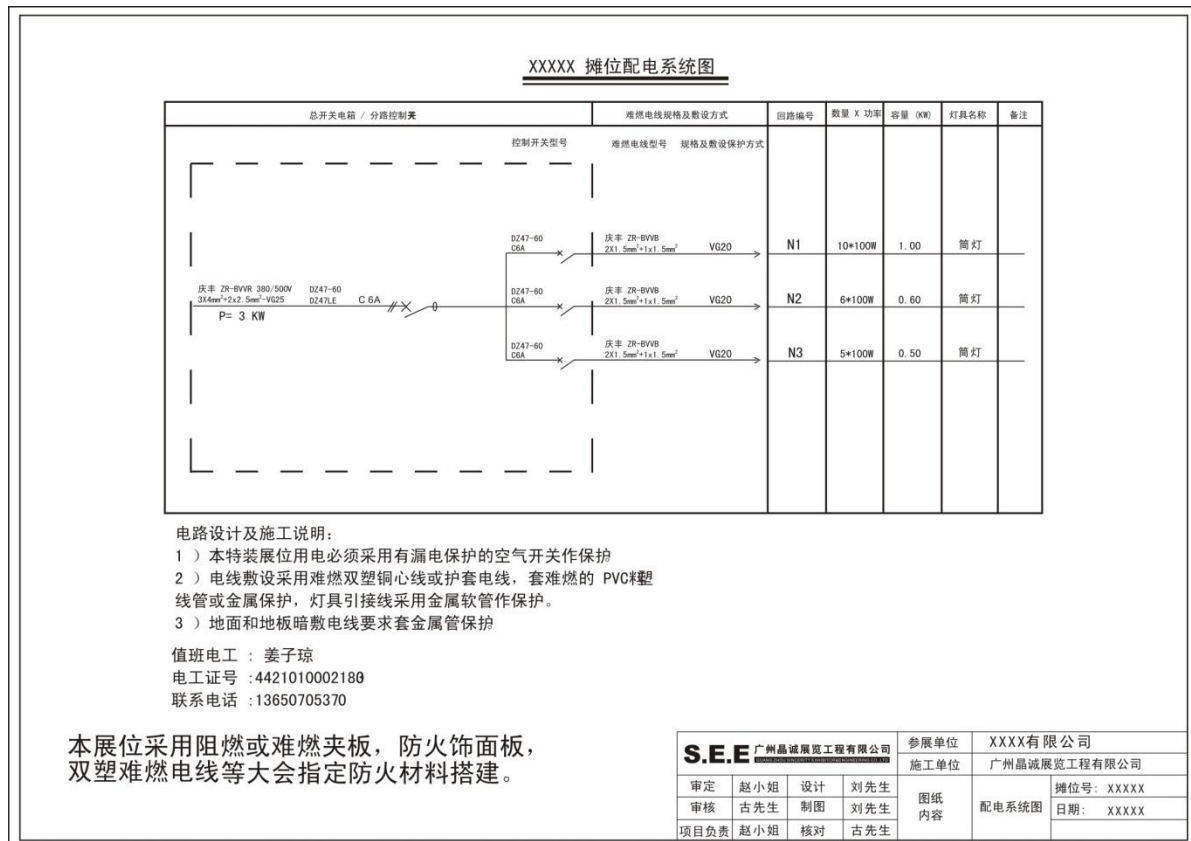 XXXXX 摊位配电系统图
总开关电箱 / 分路控制关
难燃电线规格及敷设方式
回路编号
数量 X 功率
容量 (KW)
灯具名称
备注
控制开关型号
难燃电线型号
规格及敷设保护方式
DZ47-60
C6A
庆丰 ZR-BVVB
2X1.5mm²+1x1.5mm²
VG20
N1
10*100W
1.00
筒灯
庆丰 ZR-BVVR 380/500V
3X4mm²+2x2.5mm²-VG25
P= 3 KW
DZ47-60
DZ47LE
C 6A
DZ47-60
C6A
庆丰 ZR-BVVB
2X1.5mm²+1x1.5mm²
VG20
N2
6*100W
0.60
筒灯
DZ47-60
C6A
庆丰 ZR-BVVB
2X1.5mm²+1x1.5mm²
VG20
N3
5*100W
0.50
筒灯
电路设计及施工说明:
1 ）本特装展位用电必须采用有漏电保护的空气开关作保护
2 ）电线敷设采用难燃双塑铜心线或护套电线，套难燃的 PVC塑料
线管或金属保护，灯具引接线采用金属软管作保护。
3 ）地面和地板暗敷电线要求套金属管保护
值班电工 : 姜子琼
电工证号 :
联系电话 :13650705370
本展位采用阻燃或难燃夹板，防火饰面板，
双塑难燃电线等大会指定防火材料搭建。
S.E.E 广州晶诚展览工程有限公司
参展单位
XXXX有限公司
施工单位
广州晶诚展览工程有限公司
审定
赵小姐
设计
刘先生
审核
古先生
制图
刘先生
项目负责
赵小姐
核对
古先生
图纸
内容
配电系统图
摊位号: XXXXX
日期: XXXXX